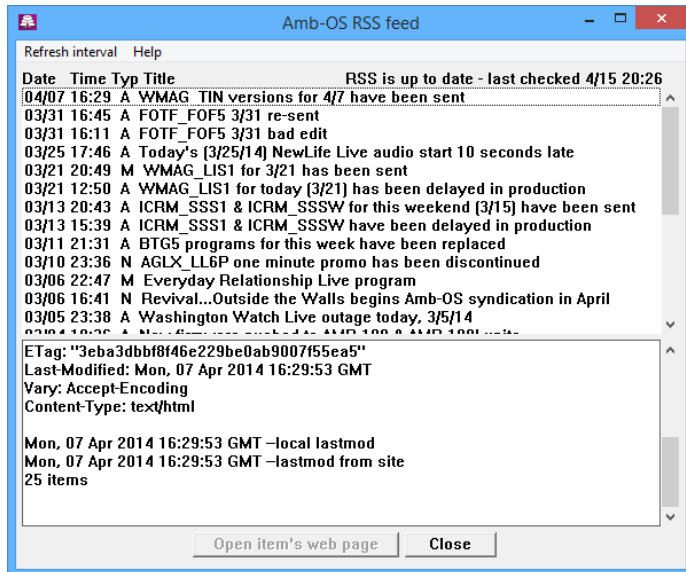 Amb-OS RSS feed
Refresh interval Help
Date Time Typ Title RSS is up to date - last checked 4/15 20:26
04/07 16:29 A WMAG_TIN versions for 4/7 have been sent
03/31 16:45 A FOTF_FOF5 3/31 re-sent
03/31 16:11 A FOTF_FOF5 3/31 bad edit
03/25 17:46 A Today's (3/25/14) NewLife Live audio start 10 seconds late
03/21 20:49 M WMAG_LIS1 for 3/21 has been sent
03/21 12:50 A WMAG_LIS1 for today (3/21) has been delayed in production
03/13 20:43 A ICRM_SSS1 & ICRM_SSSW for this weekend (3/15) have been sent
03/13 15:39 A ICRM_SSS1 & ICRM_SSSW have been delayed in production
03/11 21:31 A BTG5 programs for this week have been replaced
03/10 23:36 N AGLX_LL6P one minute promo has been discontinued
03/06 22:47 M Everyday Relationship Live program
03/06 16:41 N Revival...Outside the Walls begins Amb-OS syndication in April
03/05 23:38 A Washington Watch Live outage today, 3/5/14
ETag: "3eba3dbbf8f46e229be0ab9007f55ea5"
Last-Modified: Mon, 07 Apr 2014 16:29:53 GMT
Vary: Accept-Encoding
Content-Type: text/html
Mon, 07 Apr 2014 16:29:53 GMT –local lastmod
Mon, 07 Apr 2014 16:29:53 GMT –lastmod from site
25 items
Open item's web page Close